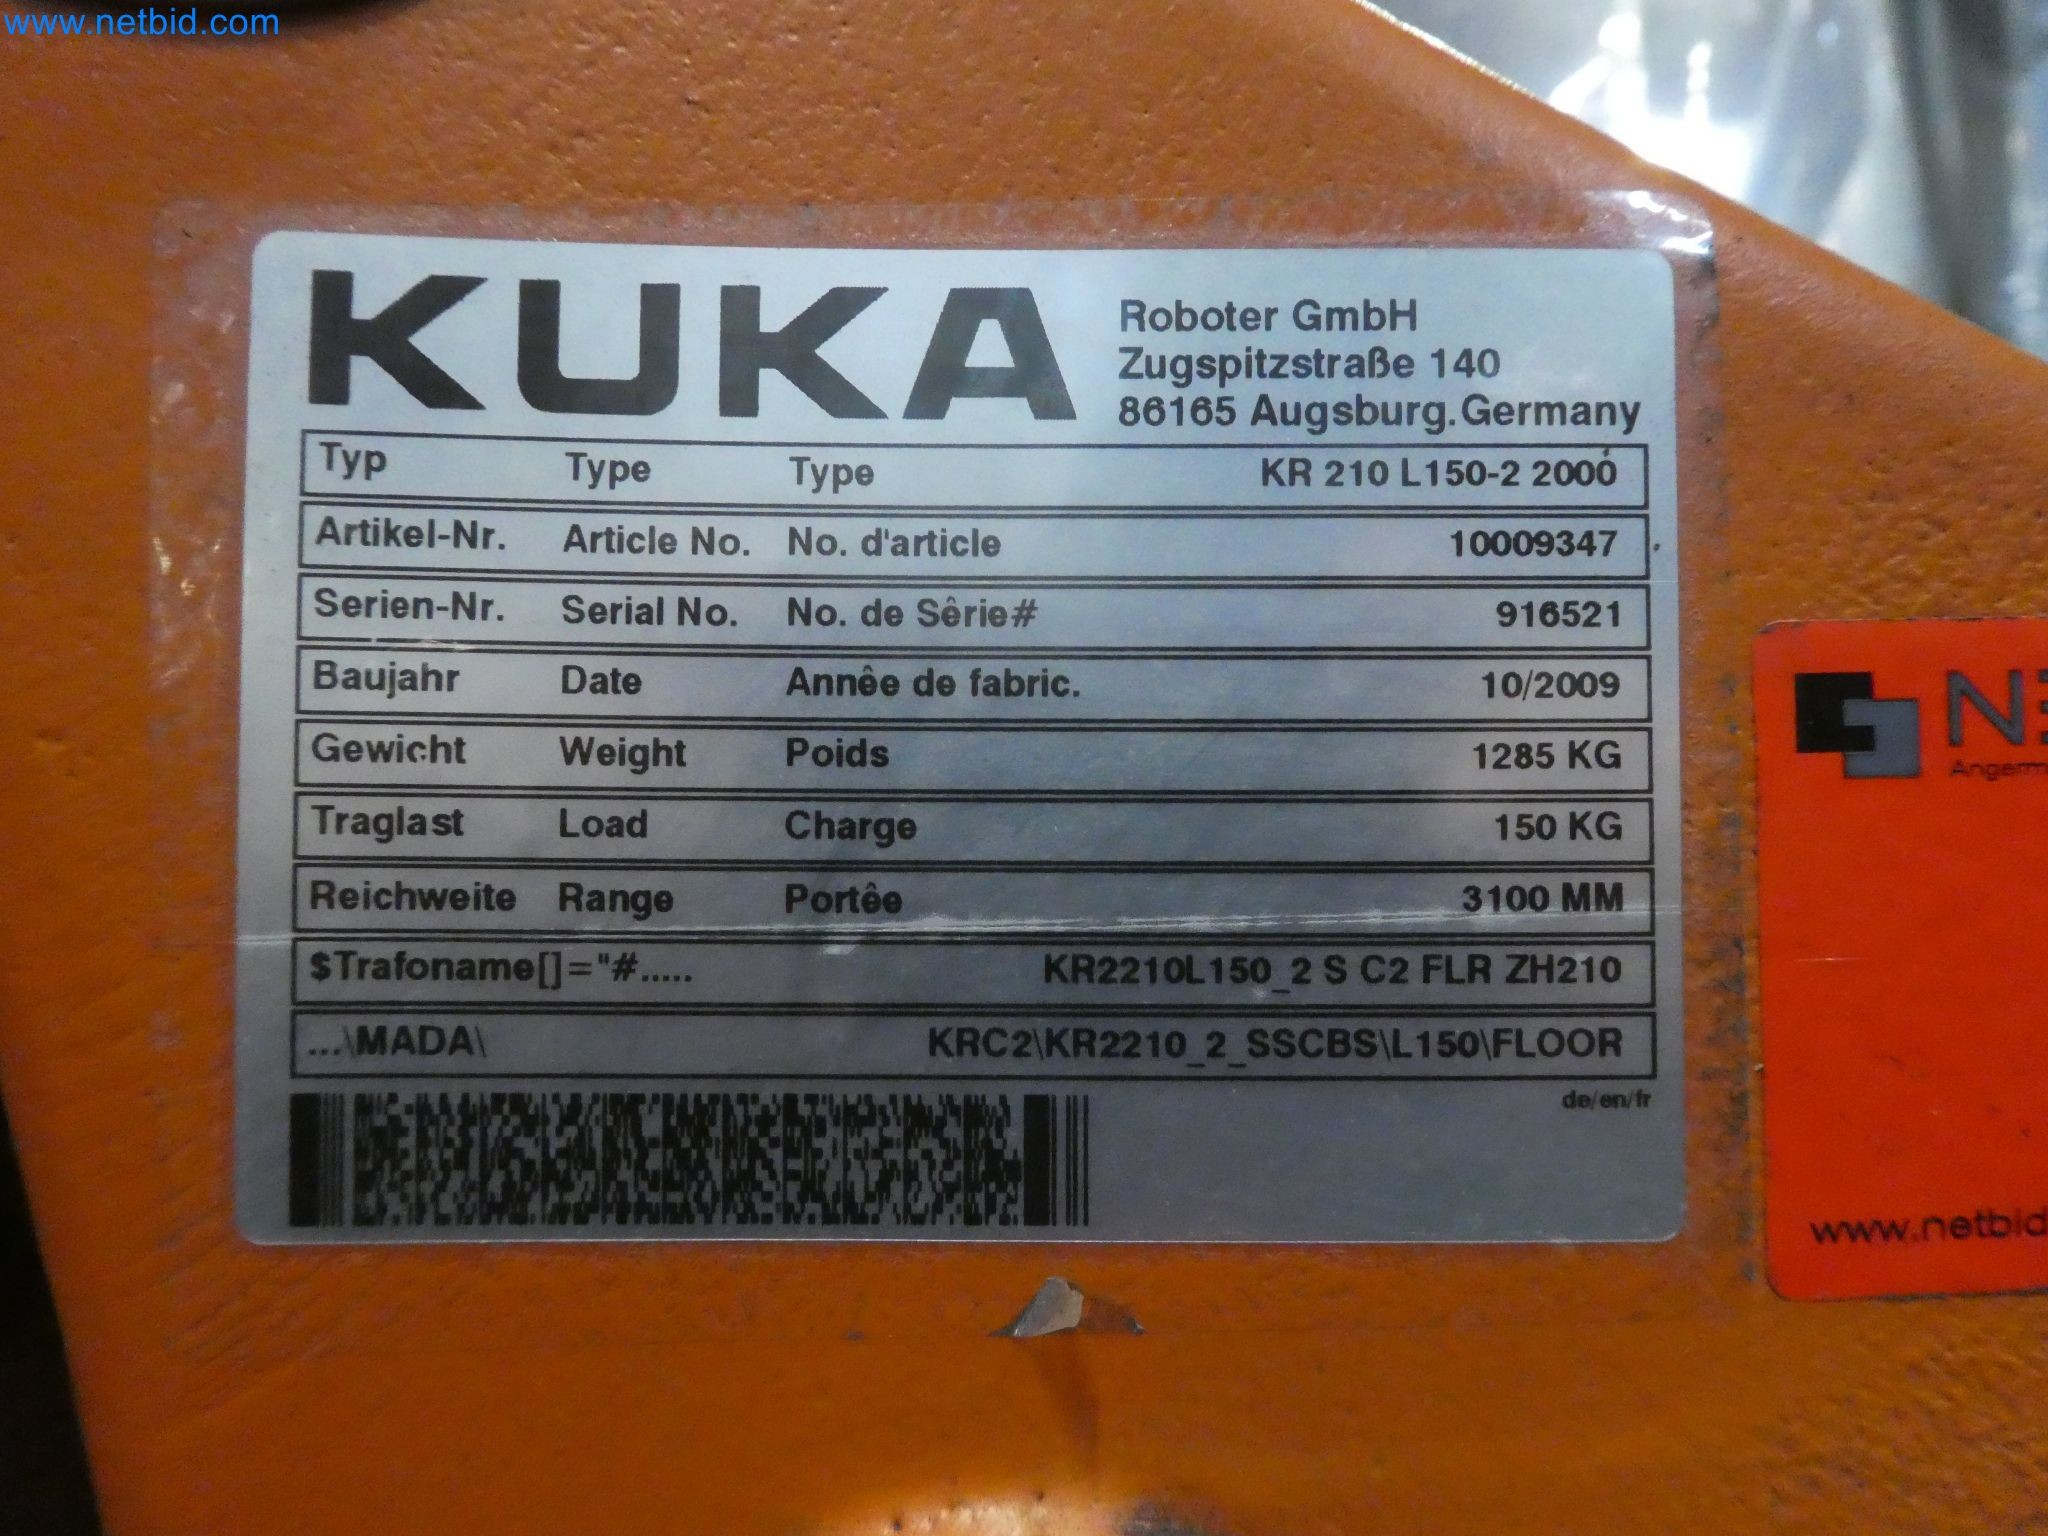 www.netbid.com
KUKA
Roboter GmbH
Zugspitzstraße 140
86165 Augsburg.Germany
Typ Type Type KR 210 L150-2 2000
Artikel-Nr. Article No. No. d'article 10009347
Serien-Nr. Serial No. No. de Sêrie# 916521
Baujahr Date Annêe de fabric. 10/2009
Gewicht Weight Poids 1285 KG
Traglast Load Charge 150 KG
Reichweite Range Portêe 3100 MM
$Trafoname[]="#..... KR2210L150_2 S C2 FLR ZH210
...\MADA\ KRC2\KR2210_2_SSCBS\L150\FLOOR
de/en/fr
www.netbid